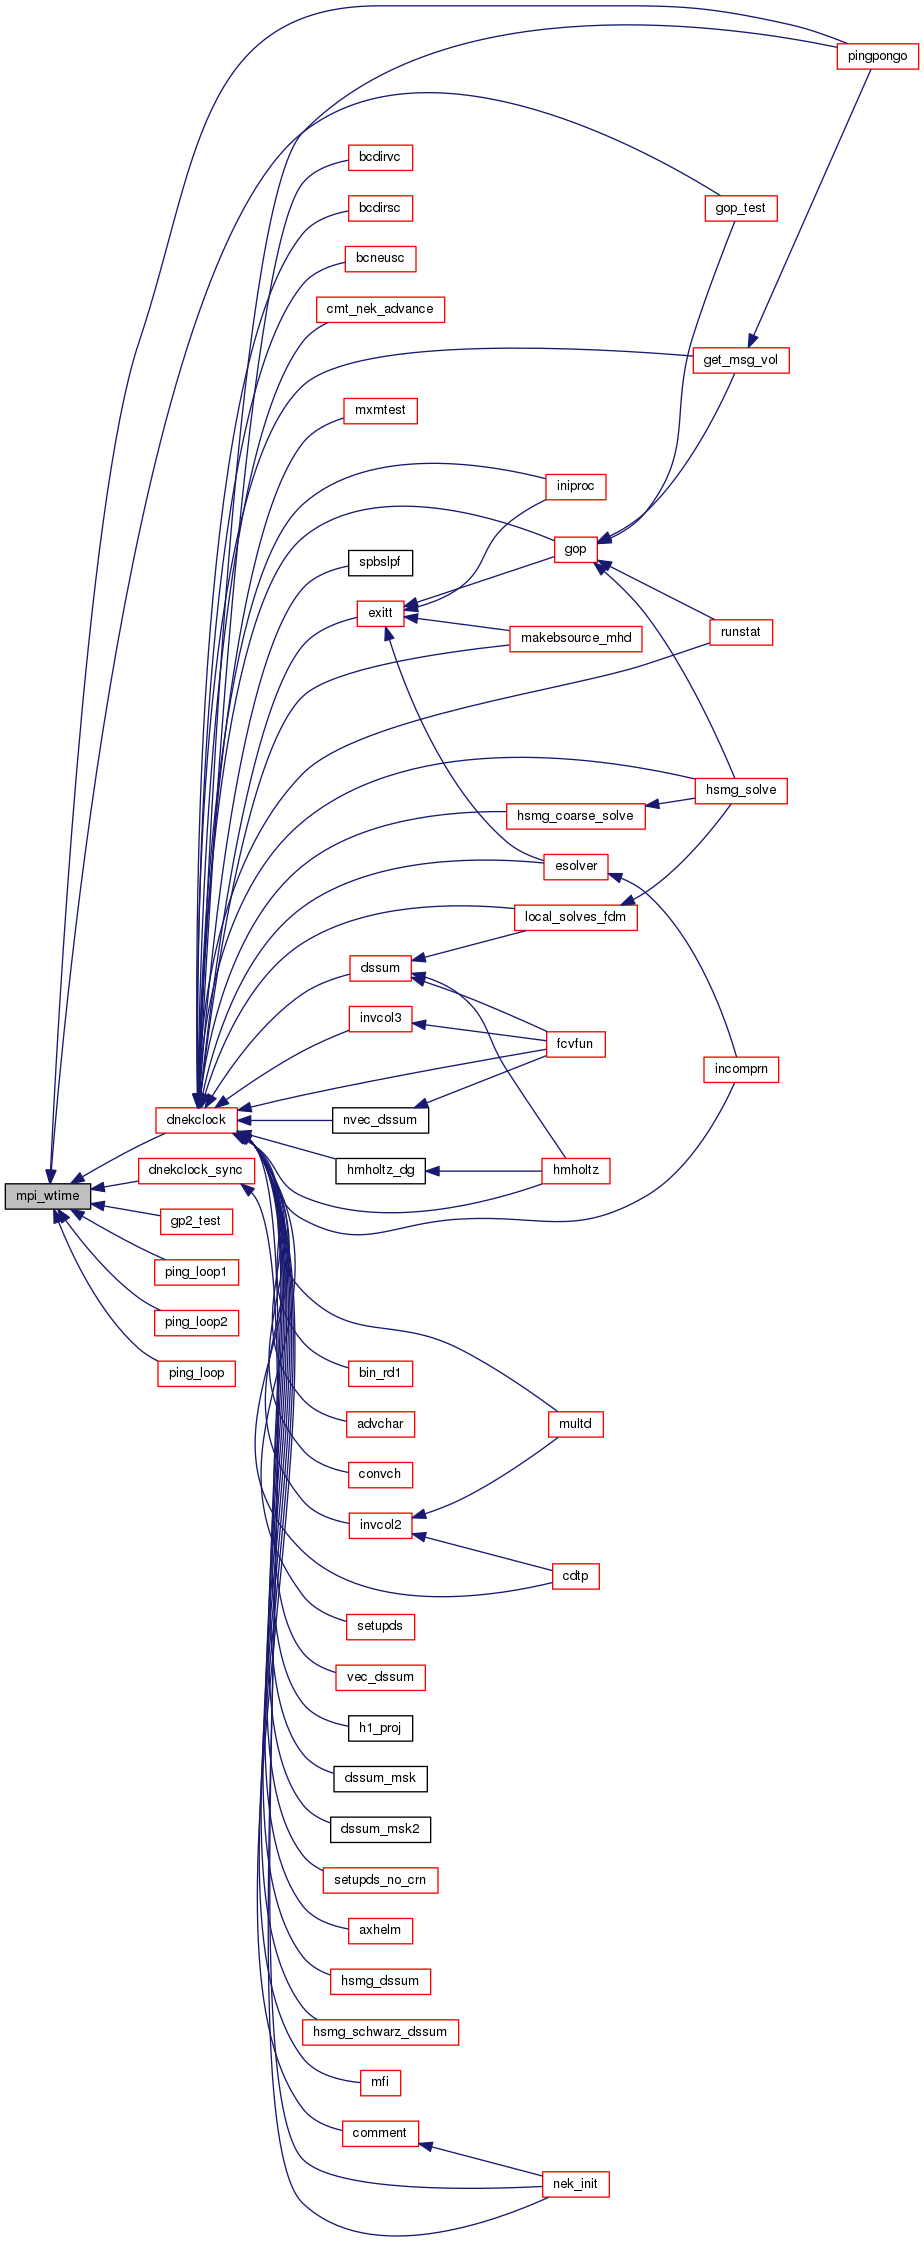 pingpongo
bcdirvc
bcdirsc
gop_test
bcneusc
cmt_nek_advance
get_msg_vol
mxmtest
iniproc
gop
spbslpf
exitt
makebsource_mhd
runstat
hsmg_solve
hsmg_coarse_solve
esolver
local_solves_fdm
dssum
invcol3
fcvfun
incomprn
dnekclock
nvec_dssum
hmholtz_dg
hmholtz
dnekclock_sync
mpi_wtime
gp2_test
ping_loop1
ping_loop2
ping_loop
bin_rd1
advchar
multd
convch
invcol2
cdtp
setupds
vec_dssum
h1_proj
dssum_msk
dssum_msk2
setupds_no_crn
axhelm
hsmg_dssum
hsmg_schwarz_dssum
mfi
comment
nek_init